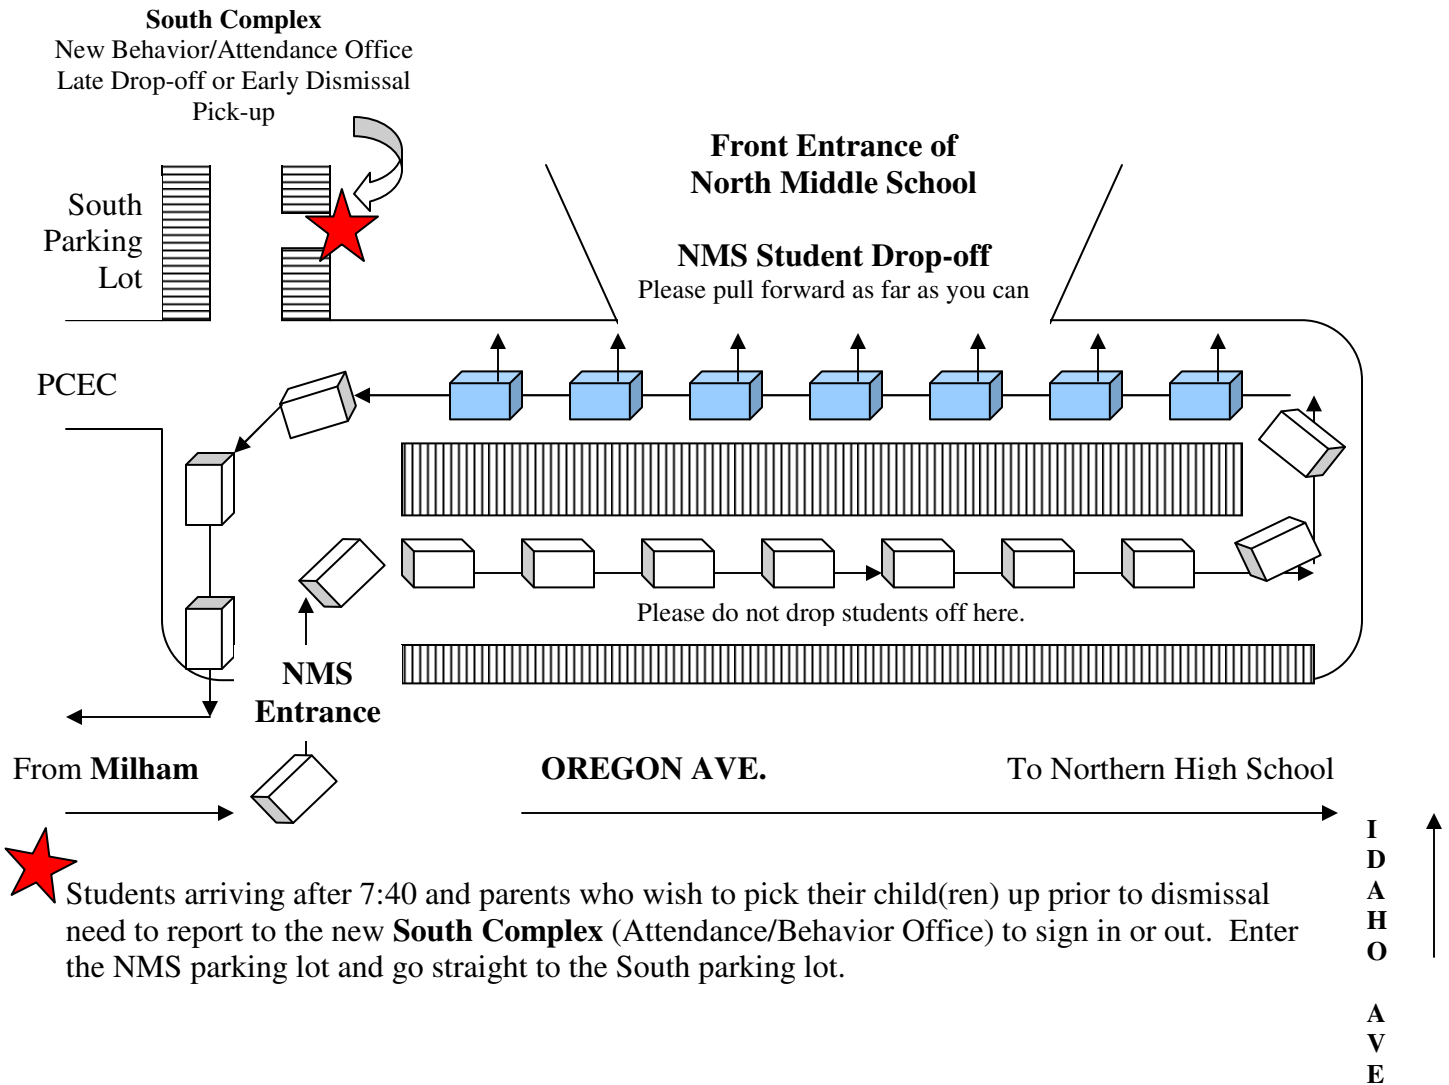 South Complex
New Behavior/Attendance Office
Late Drop-off or Early Dismissal
Pick-up
Front Entrance of
North Middle School
South
Parking
Lot
NMS Student Drop-off
Please pull forward as far as you can
PCEC
Please do not drop students off here.
NMS
Entrance
From Milham
OREGON AVE.
To Northern High School
I
D
A
H
O
A
V
E
Students arriving after 7:40 and parents who wish to pick their child(ren) up prior to dismissal
need to report to the new South Complex (Attendance/Behavior Office) to sign in or out.  Enter
the NMS parking lot and go straight to the South parking lot.